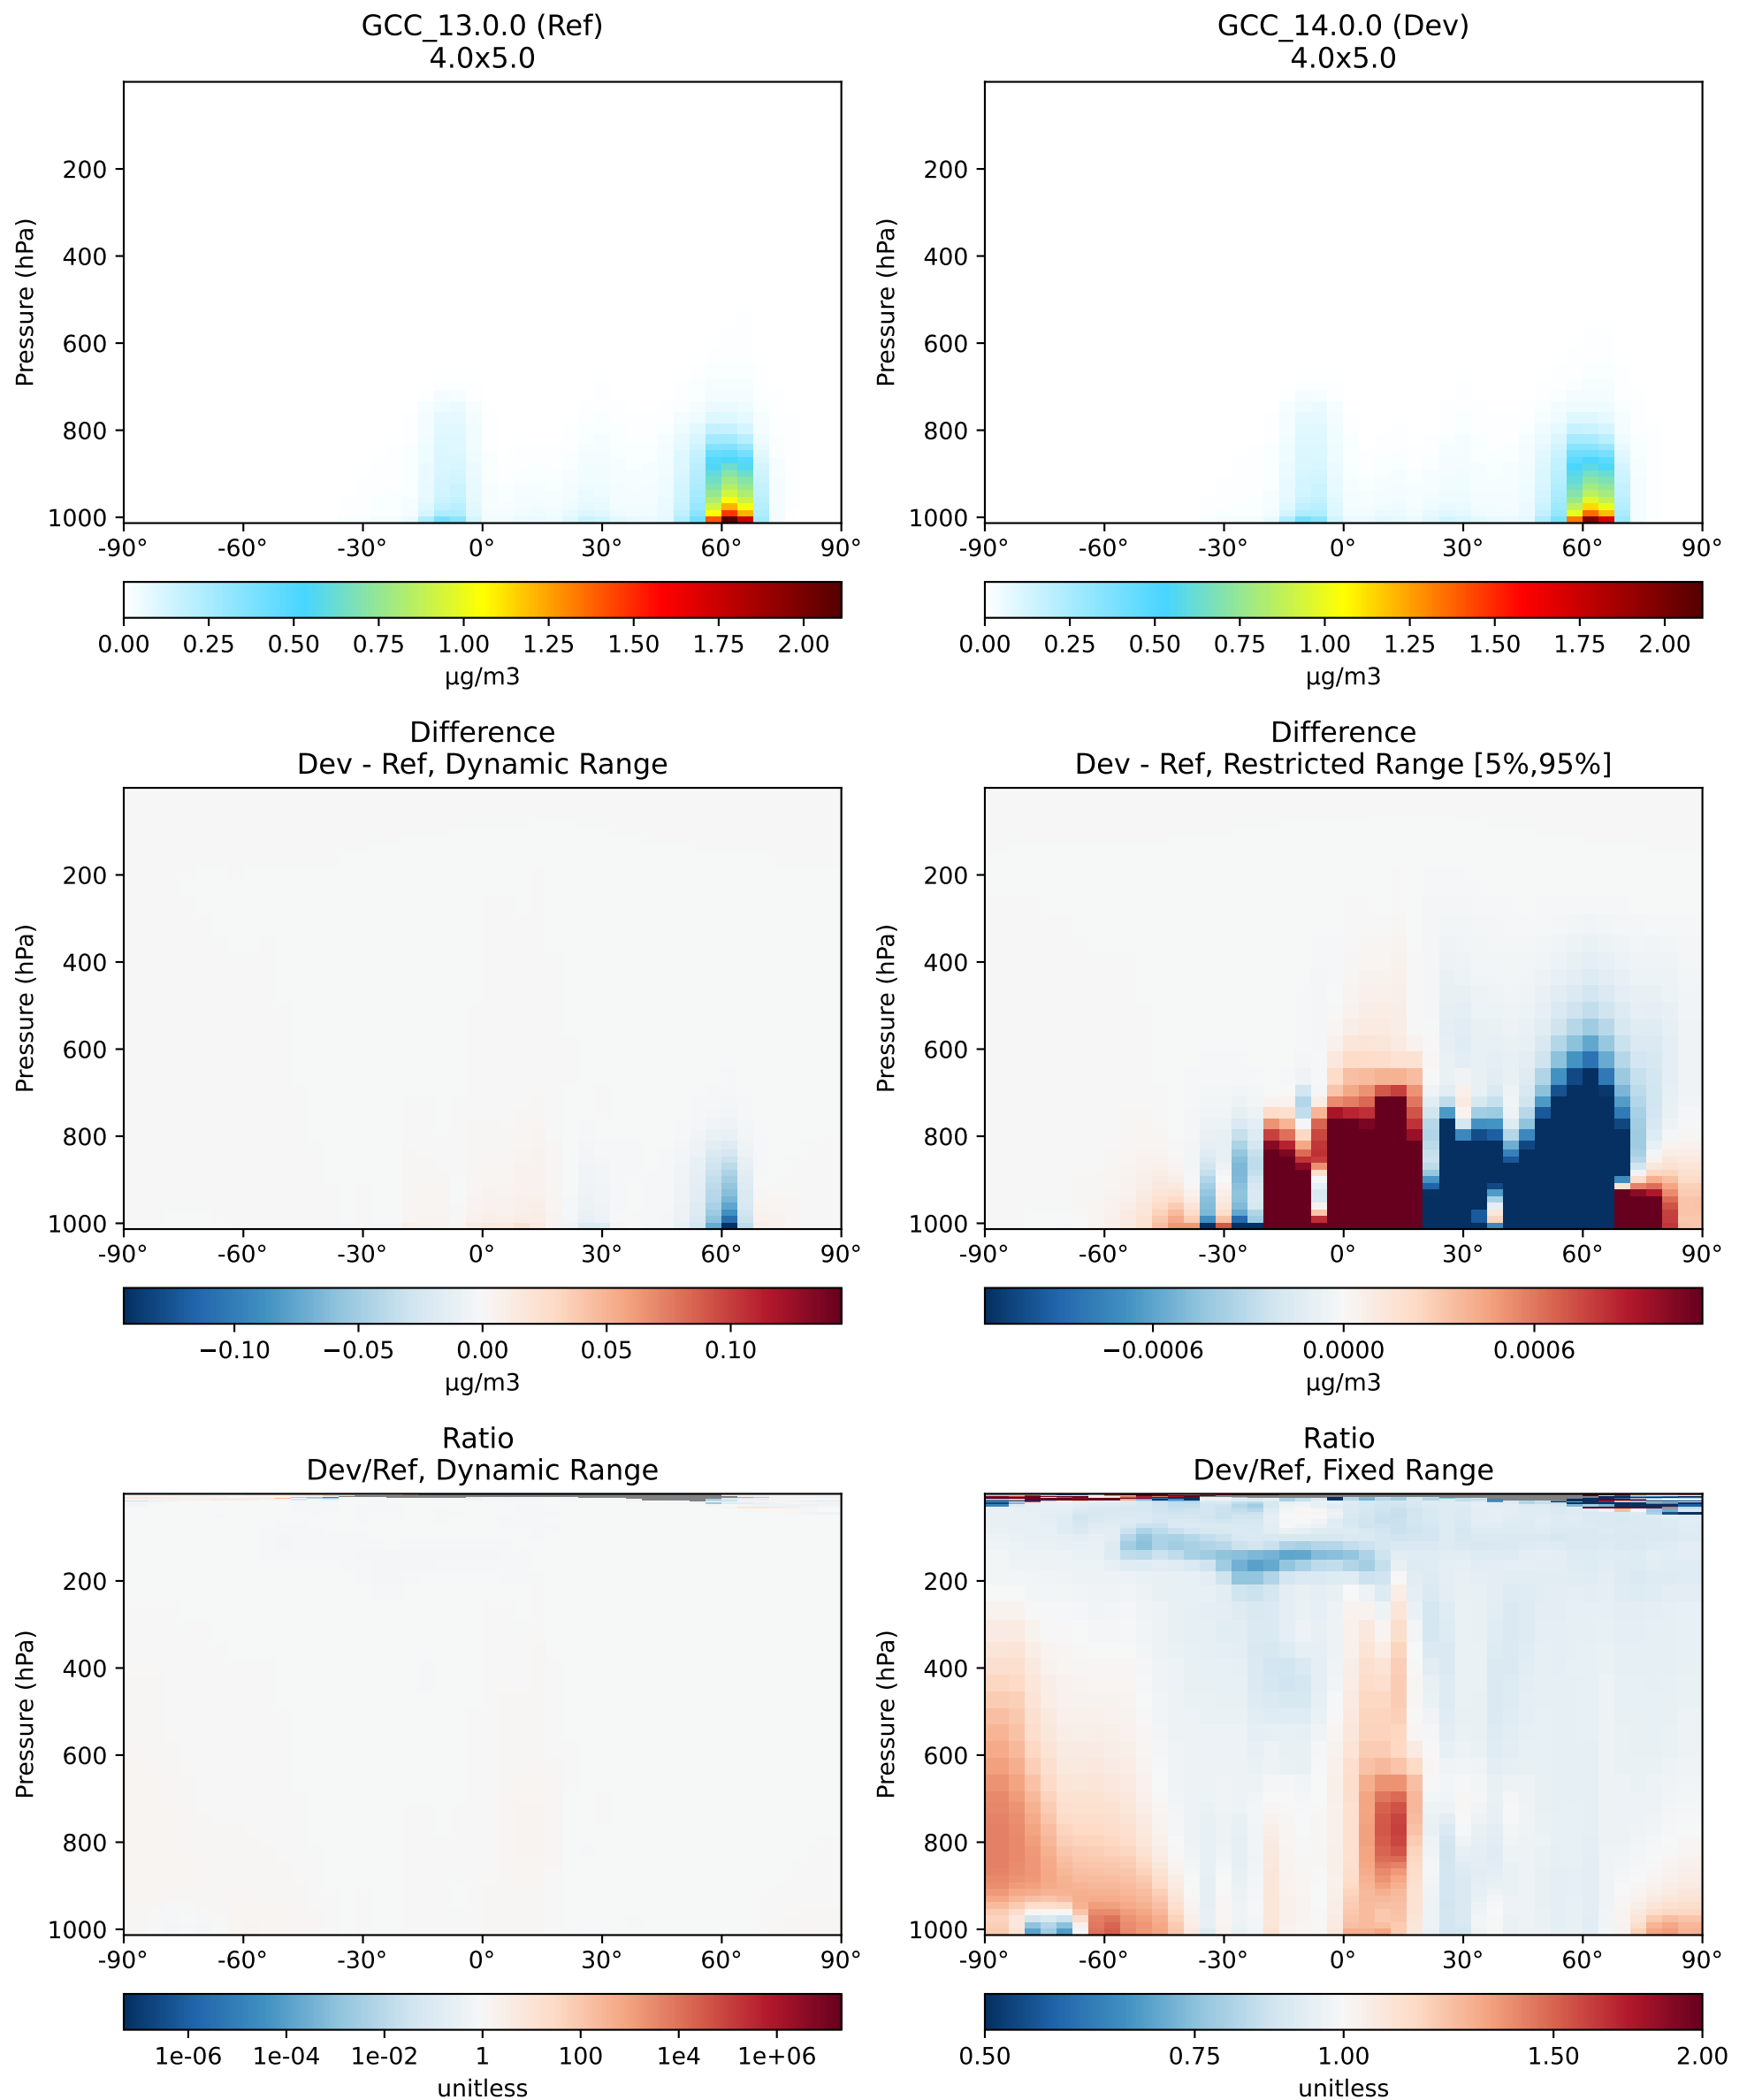 GCC_13.0.0 (Ref)
4.0x5.0
Pressure (hPa)
200
400
600
800
1000
-90° -60° -30° 0° 30° 60° 90°
0.00 0.25 0.50 0.75 1.00 1.25 1.50 1.75 2.00
µg/m3
GCC_14.0.0 (Dev)
4.0x5.0
Pressure (hPa)
200
400
600
800
1000
-90° -60° -30° 0° 30° 60° 90°
0.00 0.25 0.50 0.75 1.00 1.25 1.50 1.75 2.00
µg/m3
Difference
Dev - Ref, Dynamic Range
Pressure (hPa)
200
400
600
800
1000
-90° -60° -30° 0° 30° 60° 90°
−0.10 −0.05 0.00 0.05 0.10
µg/m3
Difference
Dev - Ref, Restricted Range [5%,95%]
Pressure (hPa)
200
400
600
800
1000
-90° -60° -30° 0° 30° 60° 90°
−0.0006 0.0000 0.0006
µg/m3
Ratio
Dev/Ref, Dynamic Range
Pressure (hPa)
200
400
600
800
1000
-90° -60° -30° 0° 30° 60° 90°
1e-06 1e-04 1e-02 1 100 1e4 1e+06
unitless
Ratio
Dev/Ref, Fixed Range
Pressure (hPa)
200
400
600
800
1000
-90° -60° -30° 0° 30° 60° 90°
0.50 0.75 1.00 1.50 2.00
unitless